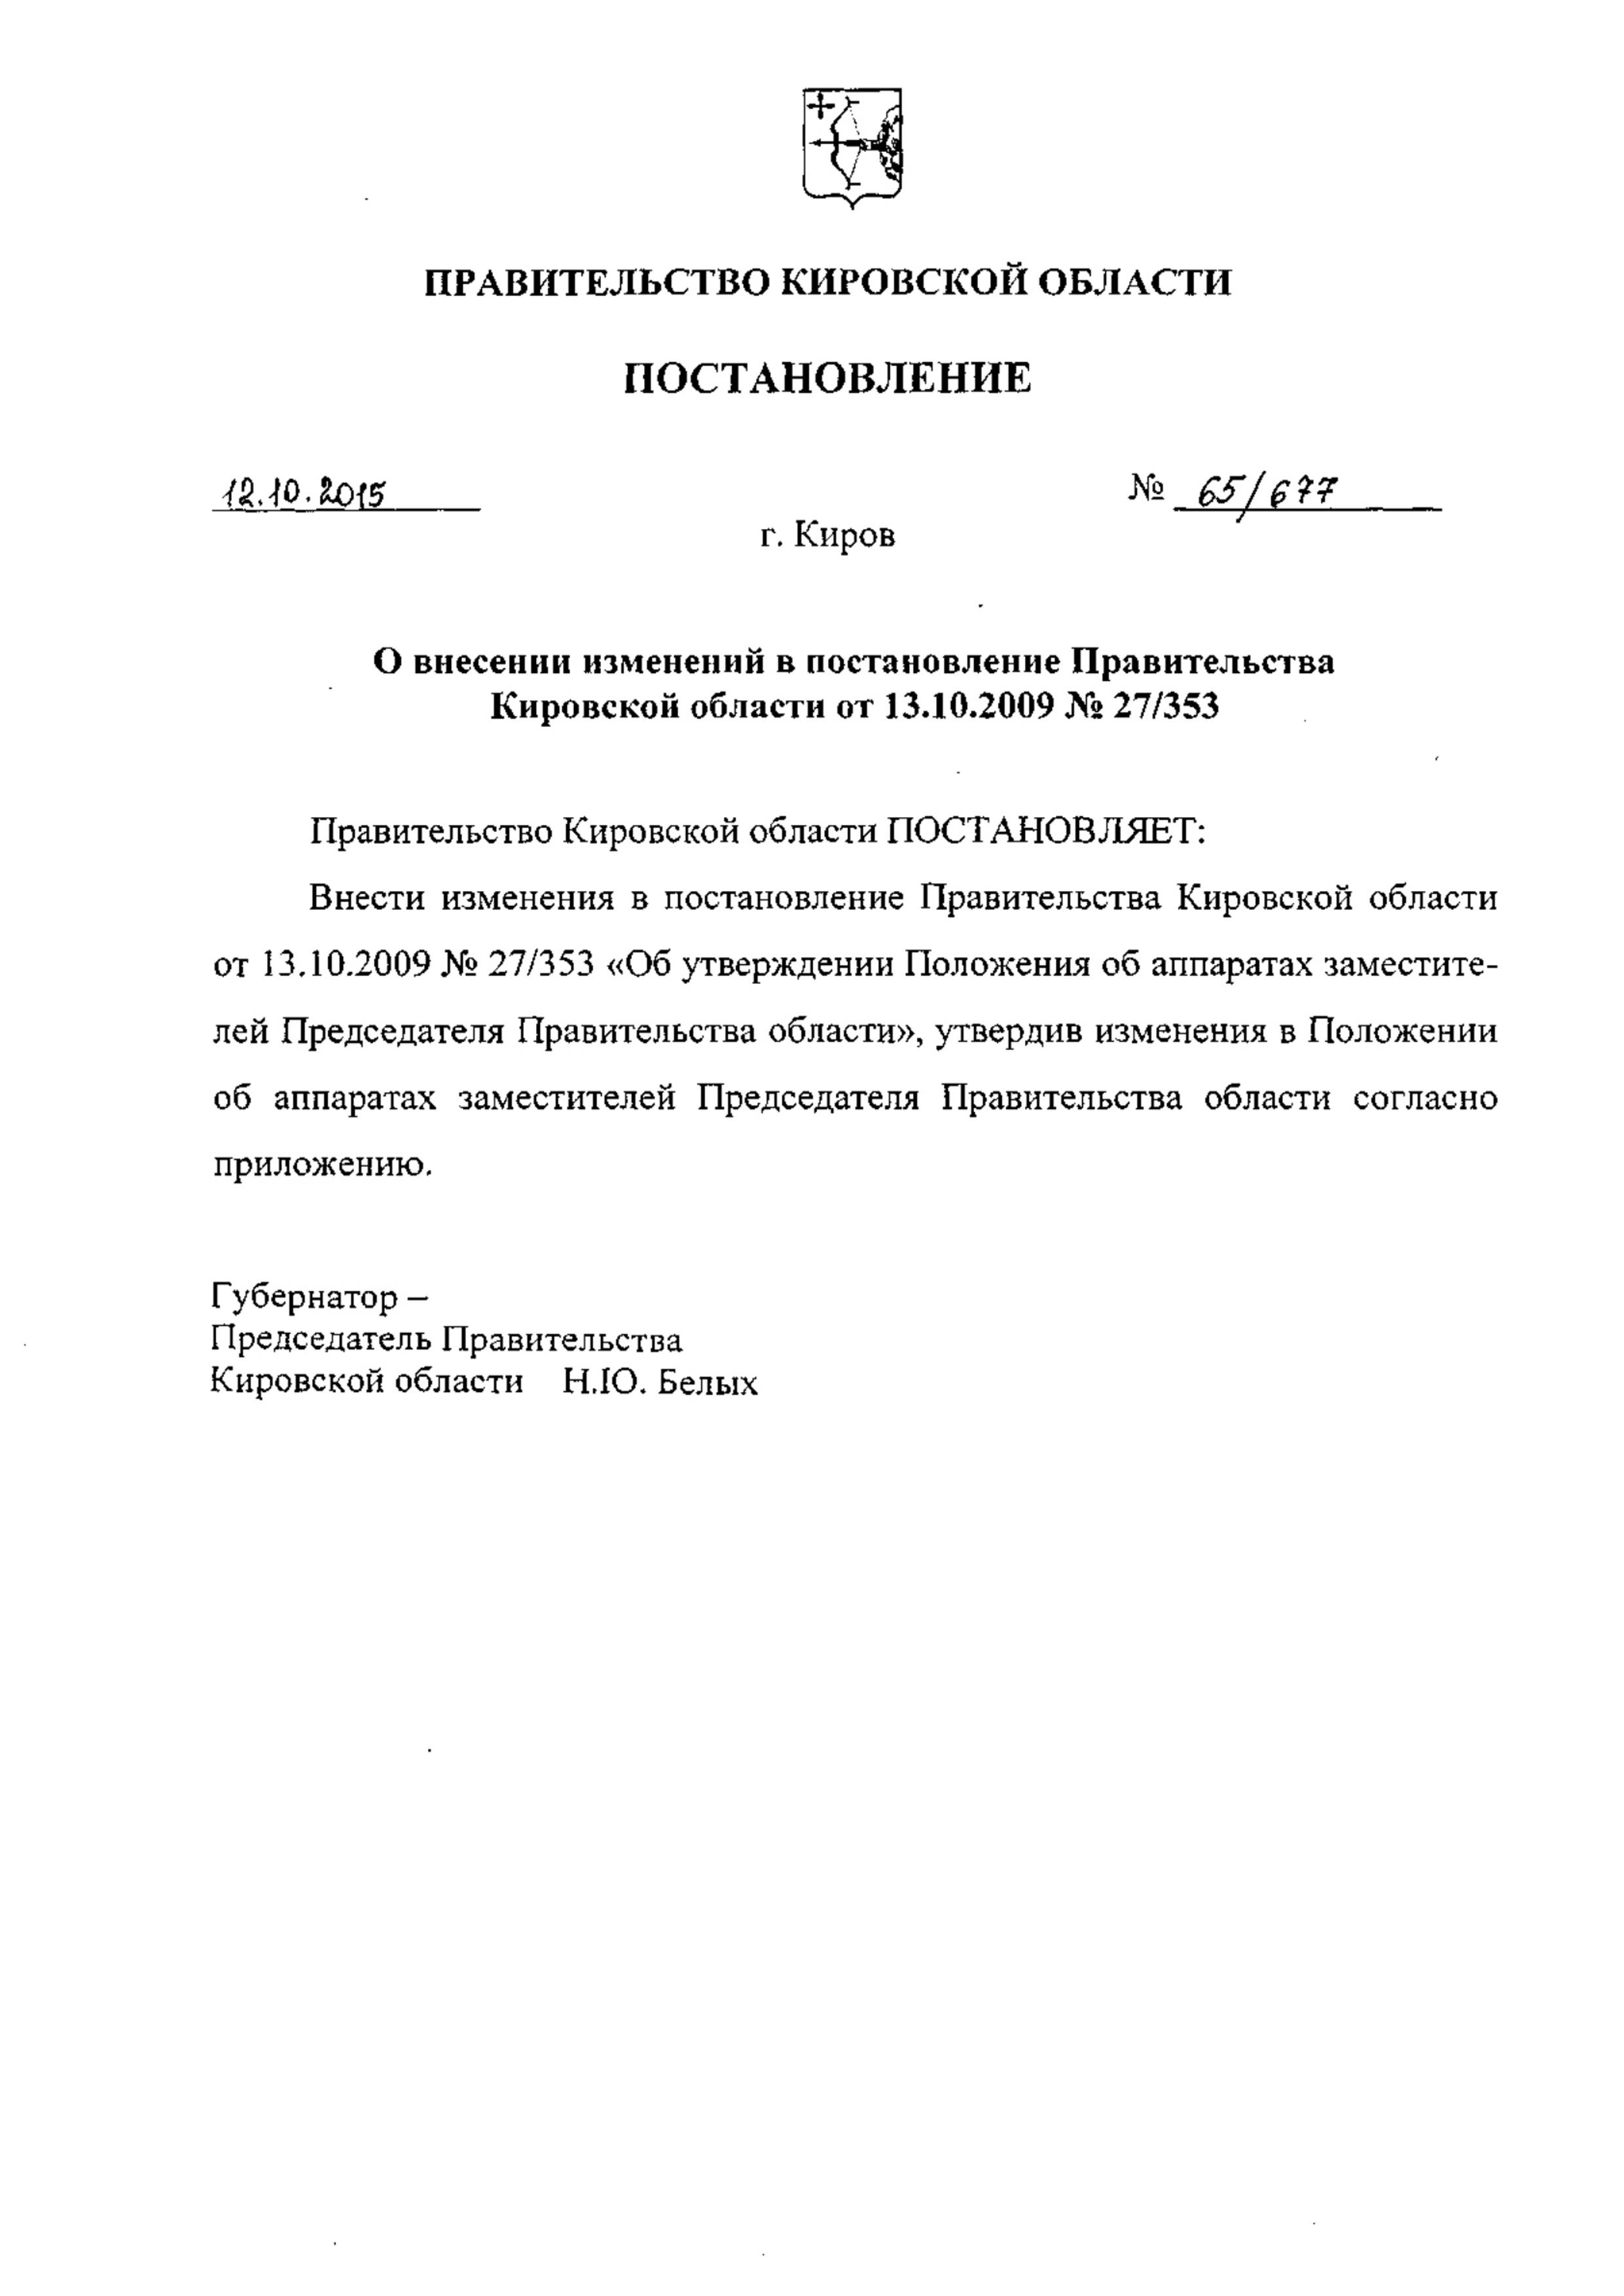 ПРАВИТЕЛЬСТВО КИРОВСКОЙ ОБЛАСТИ
ПОСТАНОВЛЕНИЕ
12.10.2015 № 65/677
г. Киров
О внесении изменений в постановление Правительства
Кировской области от 13.10.2009 № 27/353
Правительство Кировской области ПОСТАНОВЛЯЕТ:
Внести изменения в постановление Правительства Кировской области
от 13.10.2009 № 27/353 «Об утверждении Положения об аппаратах заместите-
лей Председателя Правительства области», утвердив изменения в Положении
об аппаратах заместителей Председателя Правительства области согласно
приложению.
Губернатор –
Председатель Правительства
Кировской области Н.Ю. Белых